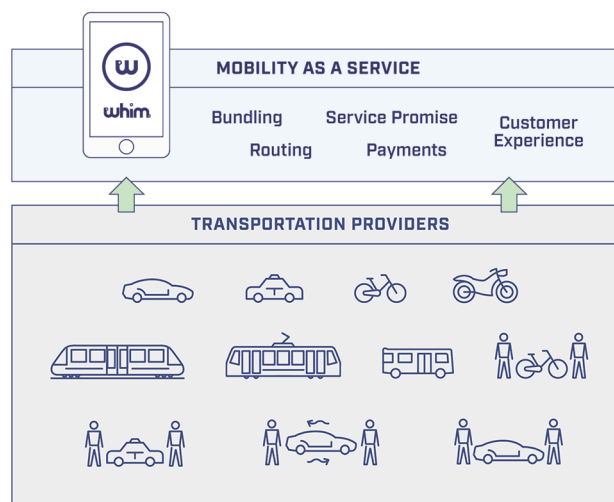 MOBILITY AS A SERVICE
whim
Bundling
Service Promise
Customer
Experience
Routing
Payments
TRANSPORTATION PROVIDERS